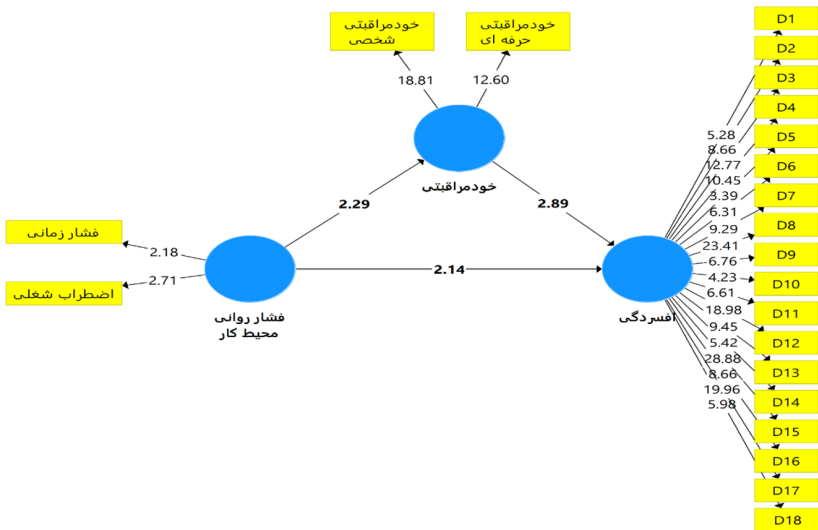 خودمراقبتی
شخصی
خودمراقبتی
حرفه ای
18.81
12.60
خودمراقبتی
2.29
2.89
فشار زمانی
اضطراب شغلی
2.18
2.71
فشار روانی
محیط کار
2.14
افسردگی
5.28
8.66
12.77
10.45
3.39
6.31
9.29
23.41
6.76
4.23
6.61
18.98
9.45
5.42
28.88
8.66
19.96
5.98
D1
D2
D3
D4
D5
D6
D7
D8
D9
D10
D11
D12
D13
D14
D15
D16
D17
D18